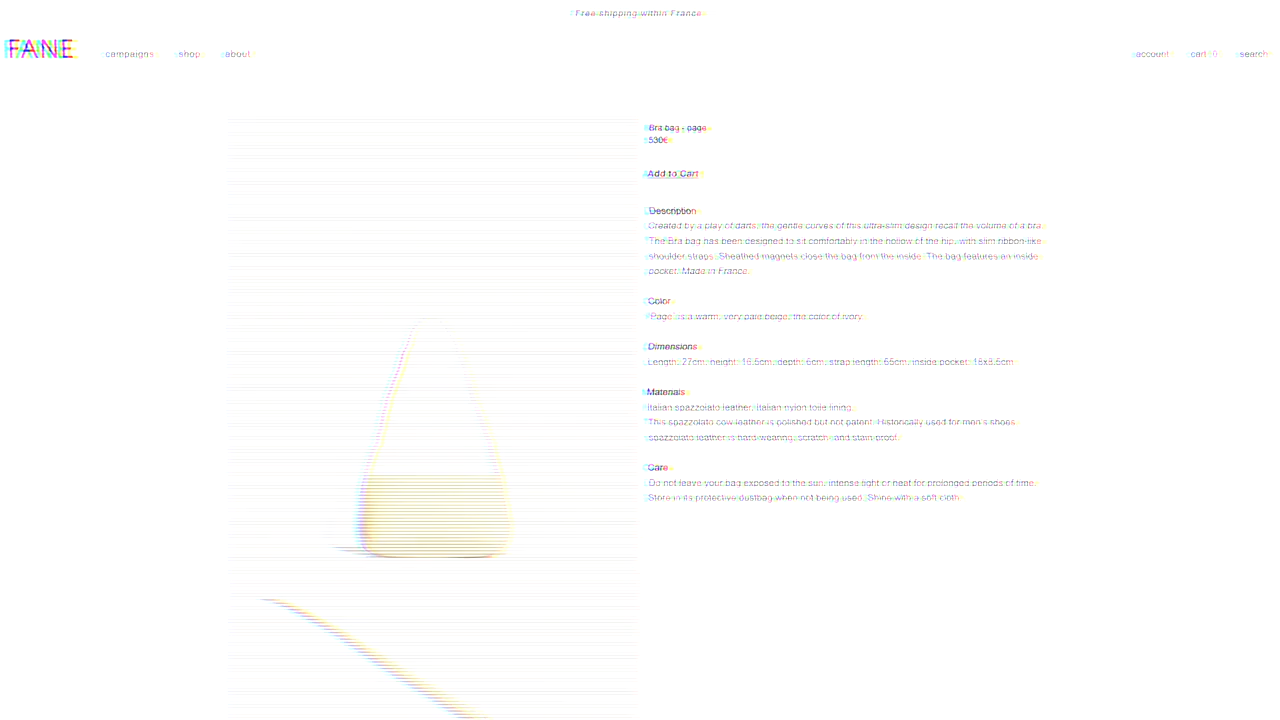 Free shipping within France
FANE
campaigns
shop
about
account
cart 0
search
Bra bag - page
530€
Add to Cart
Description
Created by a play of darts, the gentle curves of this ultra-slim design recall the volume of a bra.
The Bra bag has been designed to sit comfortably in the hollow of the hip, with slim ribbon-like
shoulder straps. Sheathed magnets close the bag from the inside. The bag features an inside
pocket. Made in France.
Color
'Page' is a warm, very pale beige, the color of ivory.
Dimensions
Length: 27cm, height: 16.5cm, depth: 6cm, strap length: 55cm, inside pocket: 18x8.5cm
Materials
Italian spazzolato leather, Italian nylon toile lining.
This spazzolato cow leather is polished but not patent. Historically used for men's shoes,
spazzolato leather is hard-wearing, scratch- and stain-proof.
Care
Do not leave your bag exposed to the sun, intense light or heat for prolonged periods of time.
Store in its protective dustbag when not being used. Shine with a soft cloth.